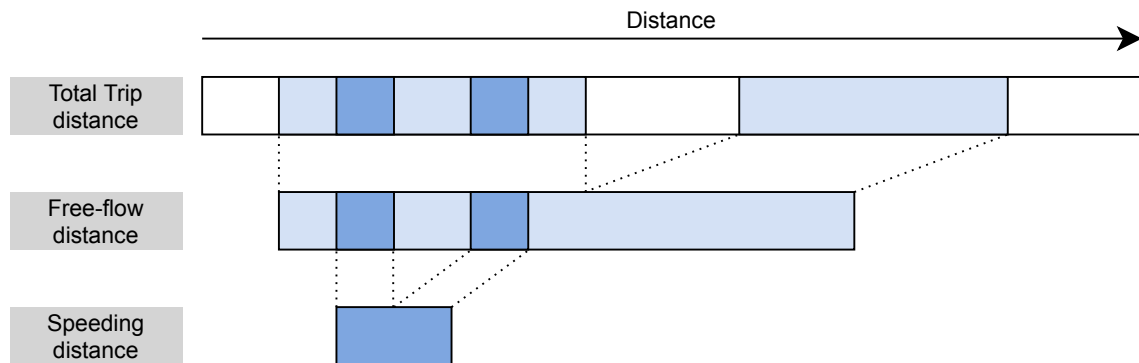 Distance
Total Trip
distance
Free-flow
distance
Speeding
distance